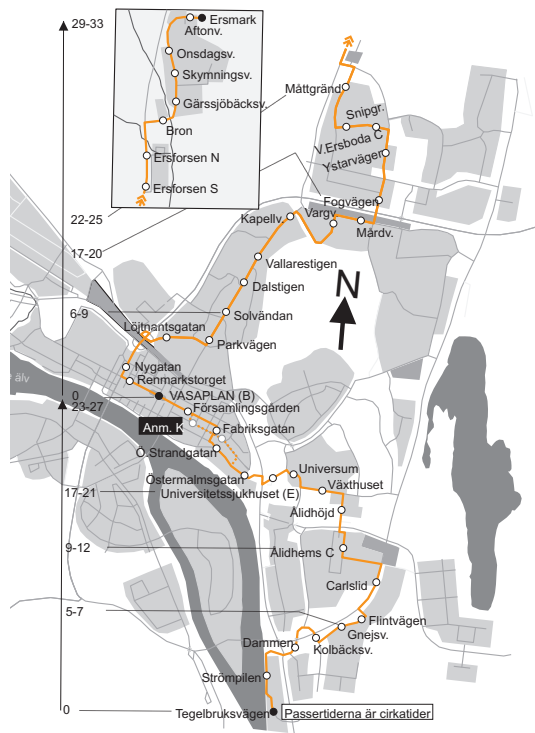 29-33
Ersmark
Aftonv.
Onsdagsv.
Skymningsv.
Gärssjöbäcksv.
Bron
Ersforsen N
Ersforsen S
Måttgränd
Snipgr.
V.Ersboda C
Ystarvägen
Fogvägen
22-25
Kapellv.
Vargv.
Mårdv.
17-20
Vallarestigen
N
Dalstigen
6-9
Solvändan
Löjtnantsgatan
Parkvägen
Nygatan
älv
Renmarkstorget
0
VASAPLAN (B)
23-27
Församlingsgården
Anm. K
Fabriksgatan
Ö.Strandgatan
Universum
Östermalmsgatan
Växthuset
17-21
Universitetssjukhuset (E)
Ålidhöjd
9-12
Ålidhems C
Carlslid
5-7
Flintvägen
Gnejsv.
Dammen
Kolbäcksv.
Strömpilen
0
Tegelbruksvägen
Passertiderna är cirkatider